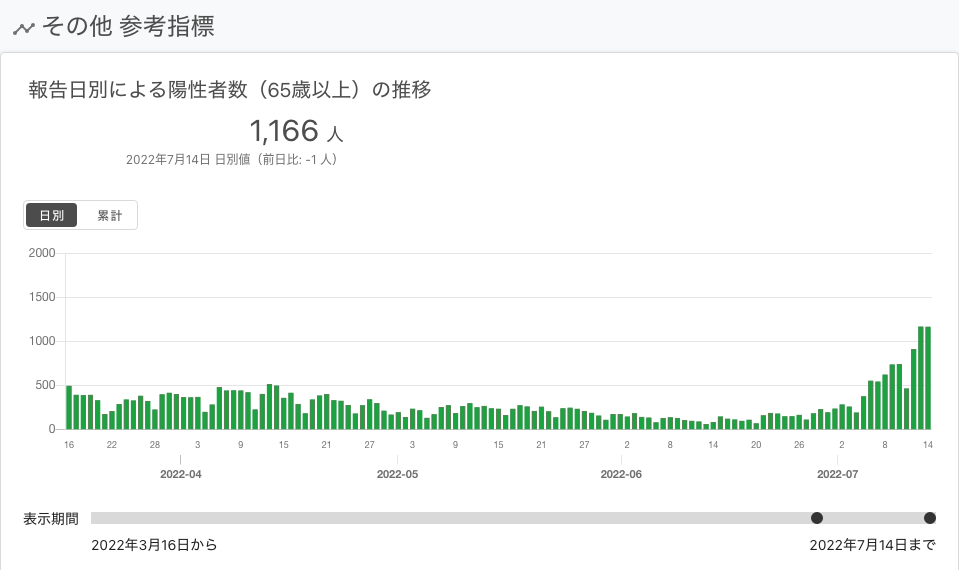 その他 参考指標
報告日別による陽性者数（65歳以上）の推移
1,166 人
2022年7月14日 日別値（前日比: -1 人）
日別 累計
2000
1500
1000
500
0
16 22 28 3 9 15 21 27 3 9 15 21 27 2 8 14 20 26 2 8 14
2022-04 2022-05 2022-06 2022-07
表示期間
2022年3月16日から 2022年7月14日まで